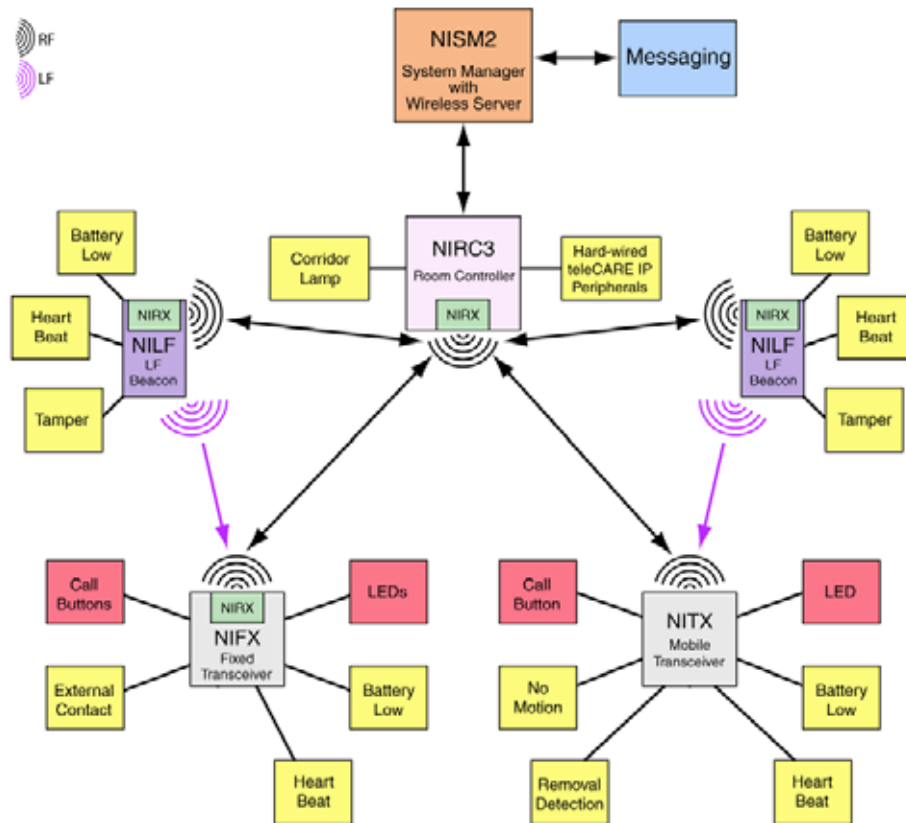 RF
LF
NISM2
System Manager
with
Wireless Server
Messaging
NIRC3
Room Controller
NIRX
Corridor
Lamp
Hard-wired
teleCARE IP
Peripherals
Battery
Low
Heart
Beat
Tamper
NIRX
NILF
LF
Beacon
Battery
Low
Heart
Beat
Tamper
NIRX
NILF
LF
Beacon
Call
Buttons
LEDs
NIRX
NIFX
Fixed
Transceiver
External
Contact
Battery
Low
Heart
Beat
Call
Button
LED
NITX
Mobile
Transceiver
No
Motion
Battery
Low
Removal
Detection
Heart
Beat